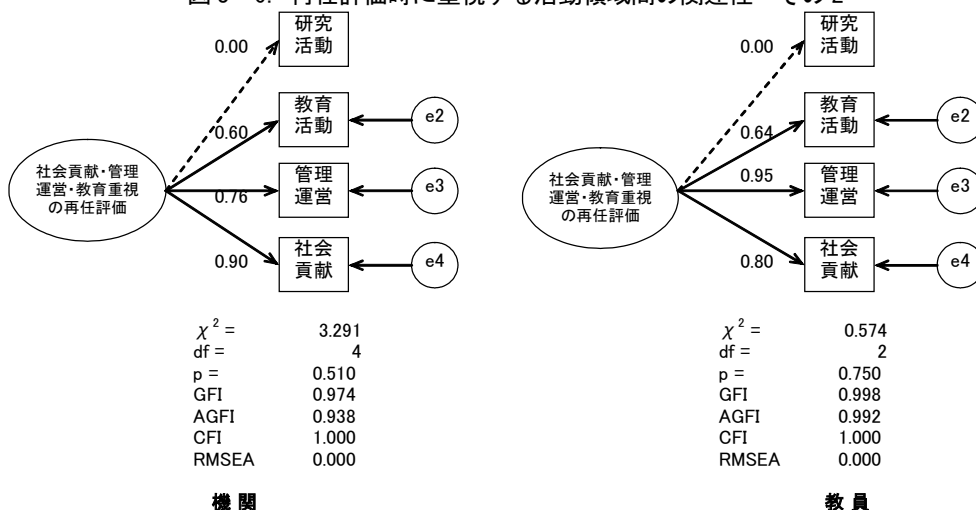 再任評価時に重視する活動領域間の関連性 その2
0.00
研究
活動
0.60
教育
活動
e2
社会貢献・管理
運営・教育重視
の再任評価
0.76
管理
運営
e3
0.90
社会
貢献
e4
χ² = 3.291
df = 4
p = 0.510
GFI 0.974
AGFI 0.938
CFI 1.000
RMSEA 0.000
機関
0.00
研究
活動
0.64
教育
活動
e2
社会貢献・管理
運営・教育重視
の再任評価
0.95
管理
運営
e3
0.80
社会
貢献
e4
χ² = 0.574
df = 2
p = 0.750
GFI 0.998
AGFI 0.992
CFI 1.000
RMSEA 0.000
教員